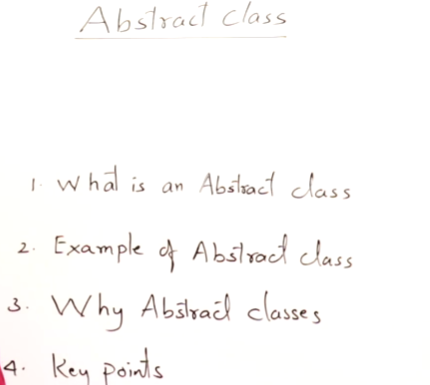 Abstract class
1. What is an Abstract class
2. Example of Abstract class
3. Why Abstract classes
4. Key points